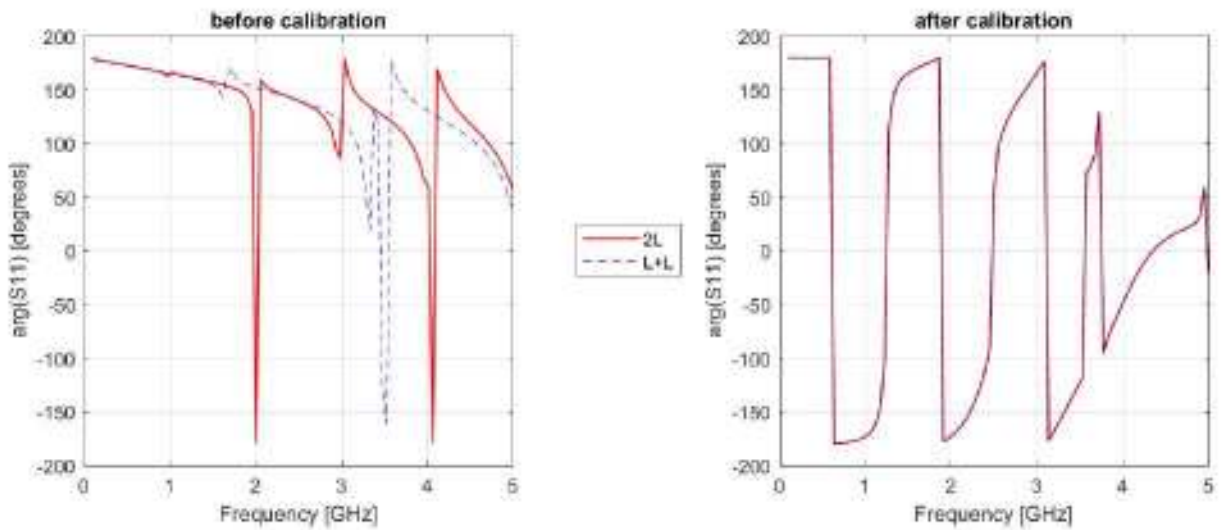 before calibration
200
150
100
50
0
-50
-100
-150
-200
arg(S11) [degrees]
0 1 2 3 4 5
Frequency [GHz]
2L
L+L
after calibration
200
150
100
50
0
-50
-100
-150
-200
arg(S11) [degrees]
0 1 2 3 4 5
Frequency [GHz]